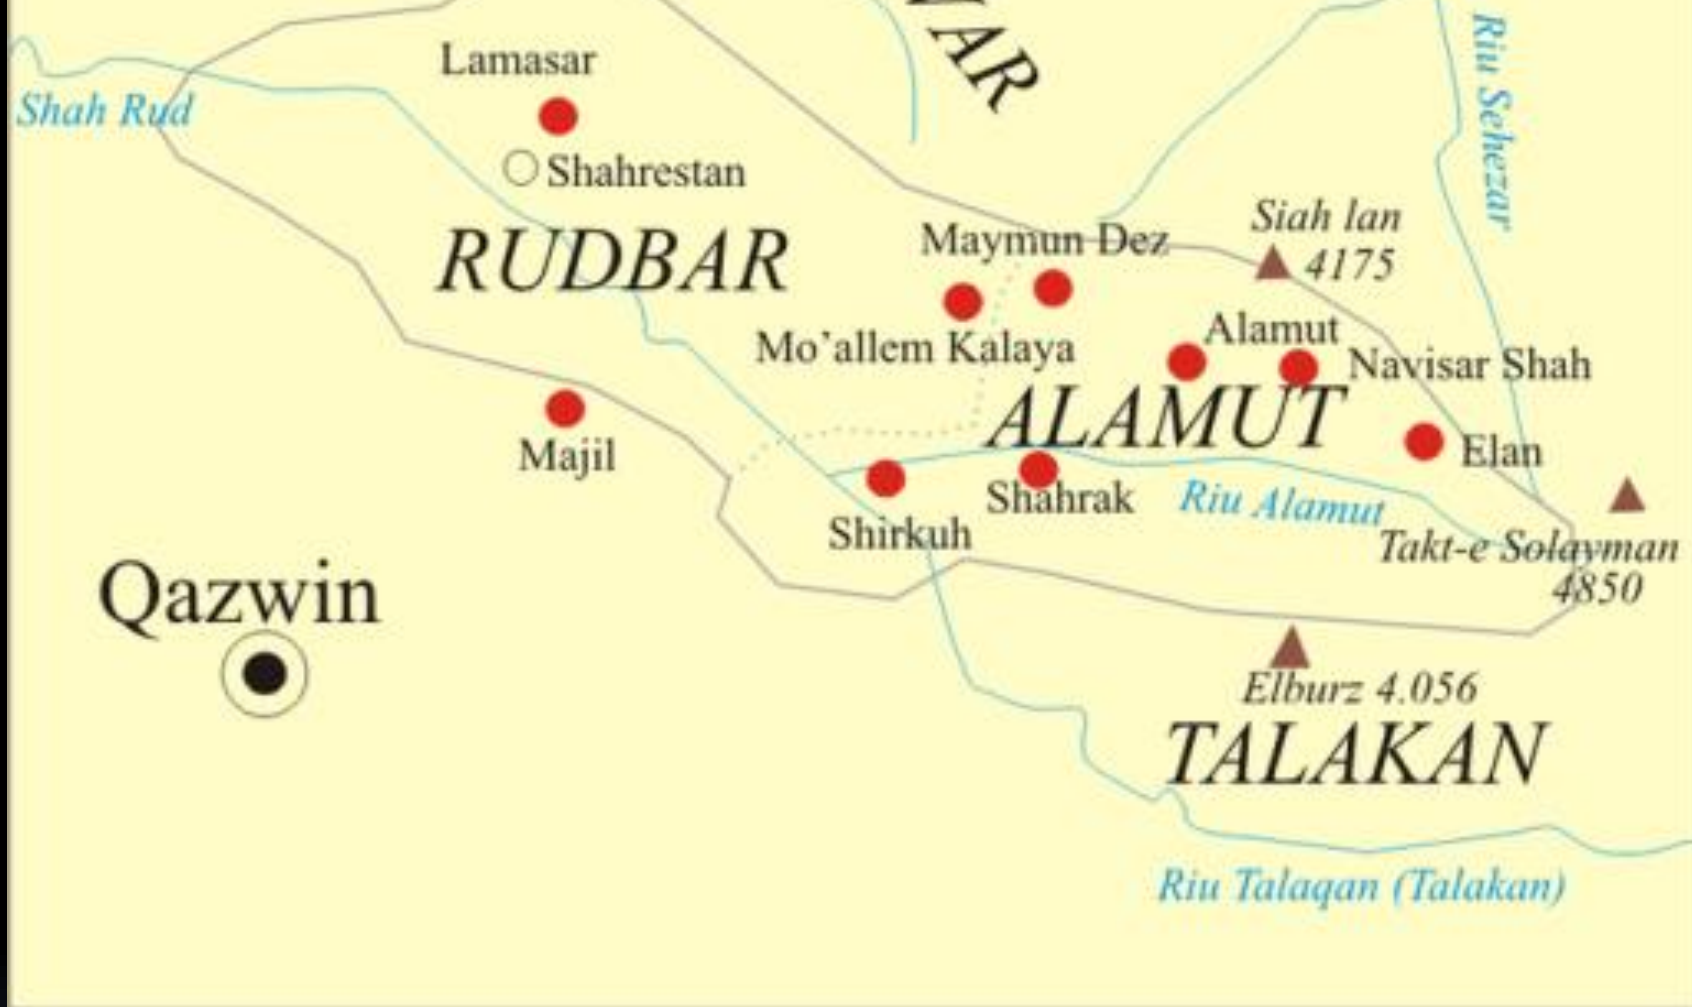 Lamasar
Shah Rud
Shahrestan
RUDBAR
Riu Sehezar
Siah lan
4175
Maymun Dez
Mo’allem Kalaya
Alamut
Navisar Shah
ALAMUT
Majil
Elan
Shahrak
Riu Alamut
Shirkuh
Takt-e Solayman
4850
Qazwin
Elburz 4.056
TALAKAN
Riu Talaqan (Talakan)